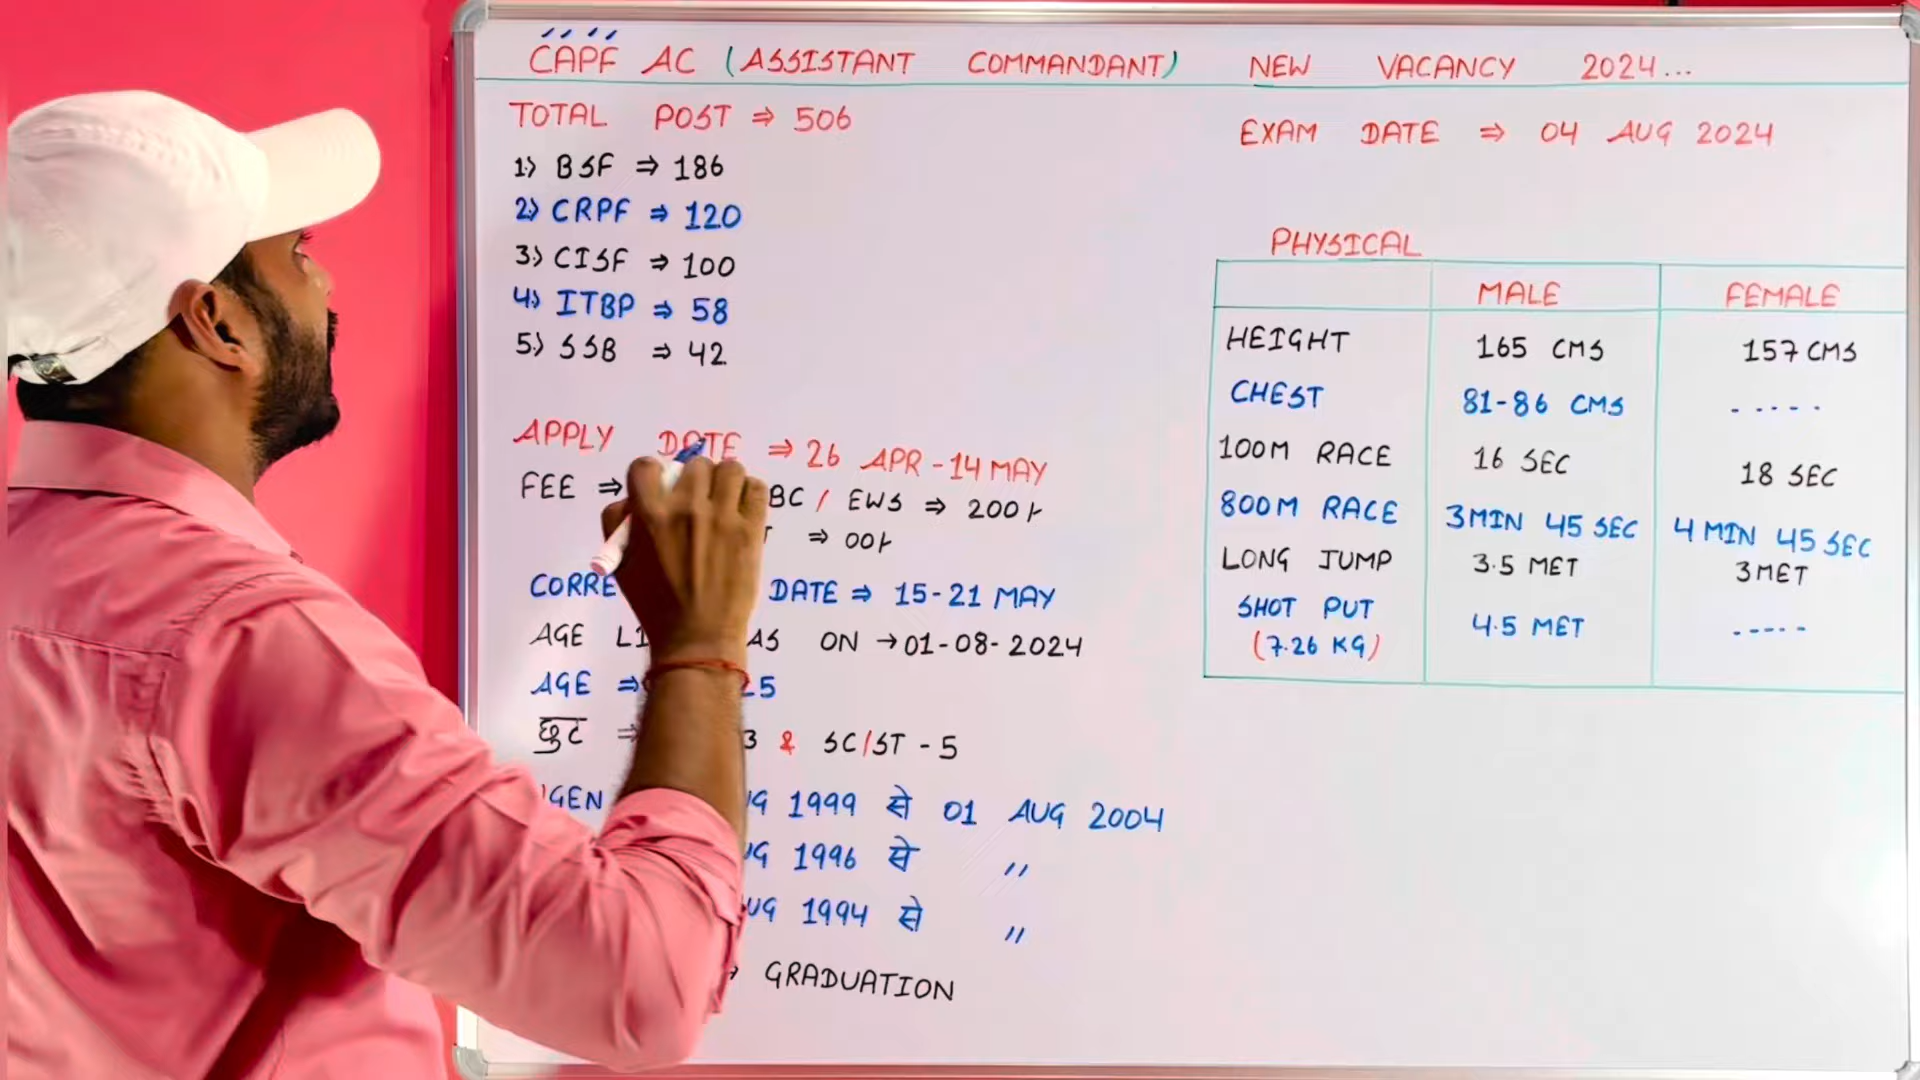 CAPF AC (ASSISTANT COMMANDANT) NEW VACANCY 2024...
TOTAL POST ⇒ 506
1.) BSF ⇒ 186
2.) CRPF ⇒ 120
3.) CISF ⇒ 100
4.) ITBP ⇒ 58
5.) SSB ⇒ 42
APPLY DATE ⇒ 26 APR - 14 MAY
FEE ⇒ BC / EWS ⇒ 200/-
⇒ 00/-
CORRE DATE ⇒ 15-21 MAY
AGE LI AS ON → 01-08-2024
AGE ⇒ 25
छुट ⇒ 3 & SC/ST - 5
GEN UG 1999 से 01 AUG 2004
UG 1996 से "
UG 1994 से "
GRADUATION
EXAM DATE ⇒ 04 AUG 2024
PHYSICAL
MALE FEMALE
HEIGHT 165 CMS 157 CMS
CHEST 81-86 CMS -----
100M RACE 16 SEC 18 SEC
800M RACE 3 MIN 45 SEC 4 MIN 45 SEC
LONG JUMP 3.5 MET 3 MET
SHOT PUT 4.5 MET -----
(7.26 KG)